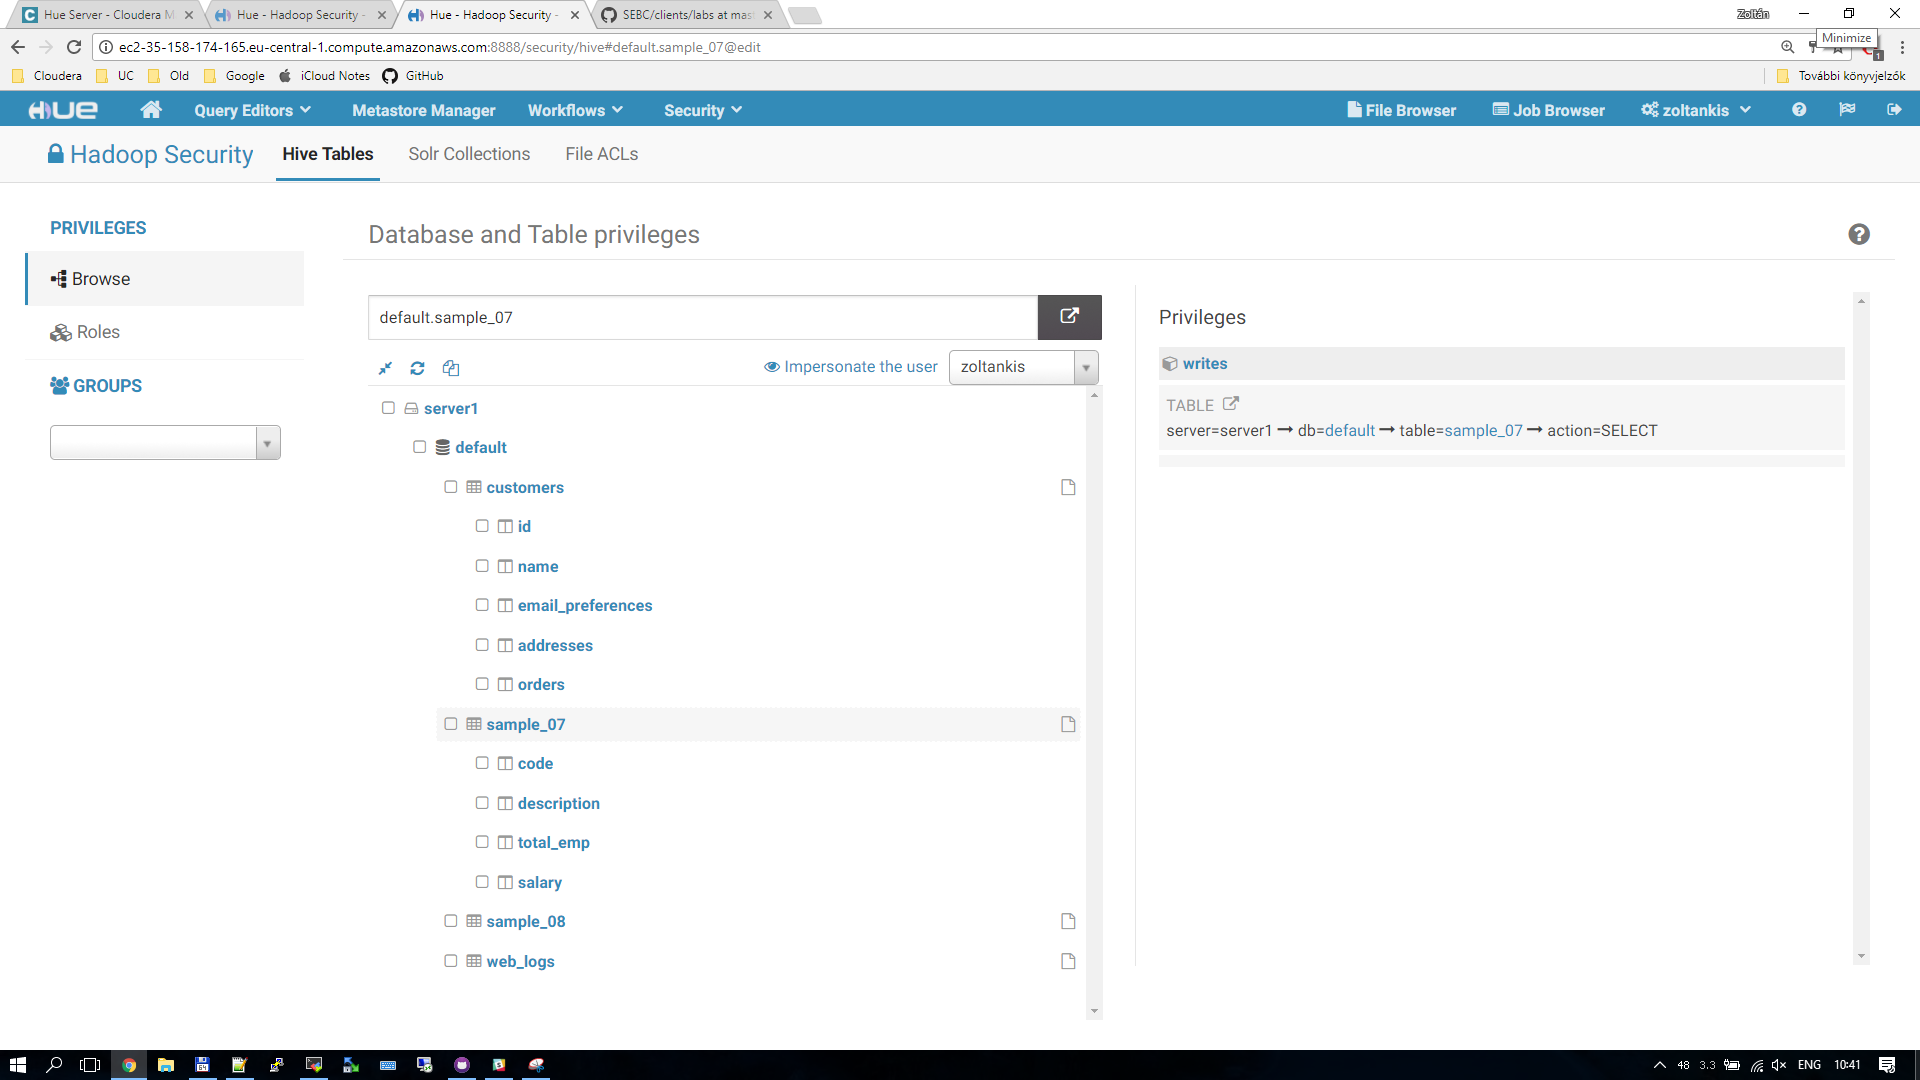 Hue Server - Cloudera M
Hue - Hadoop Security -
Hue - Hadoop Security -
SEBC/clients/labs at mast
Zoltán
ec2-35-158-174-165.eu-central-1.compute.amazonaws.com:8888/security/hive#default.sample_07@edit
Minimize
1
Cloudera
UC
Old
Google
iCloud Notes
GitHub
További könyvjelzők
HUE
Query Editors
Metastore Manager
Workflows
Security
File Browser
Job Browser
zoltankis
Hadoop Security
Hive Tables
Solr Collections
File ACLs
PRIVILEGES
Browse
Roles
GROUPS
Database and Table privileges
default.sample_07
Impersonate the user
zoltankis
server1
default
customers
id
name
email_preferences
addresses
orders
sample_07
code
description
total_emp
salary
sample_08
web_logs
Privileges
writes
TABLE
server=server1 → db=default → table=sample_07 → action=SELECT
64
48
3.3
ENG
10:41